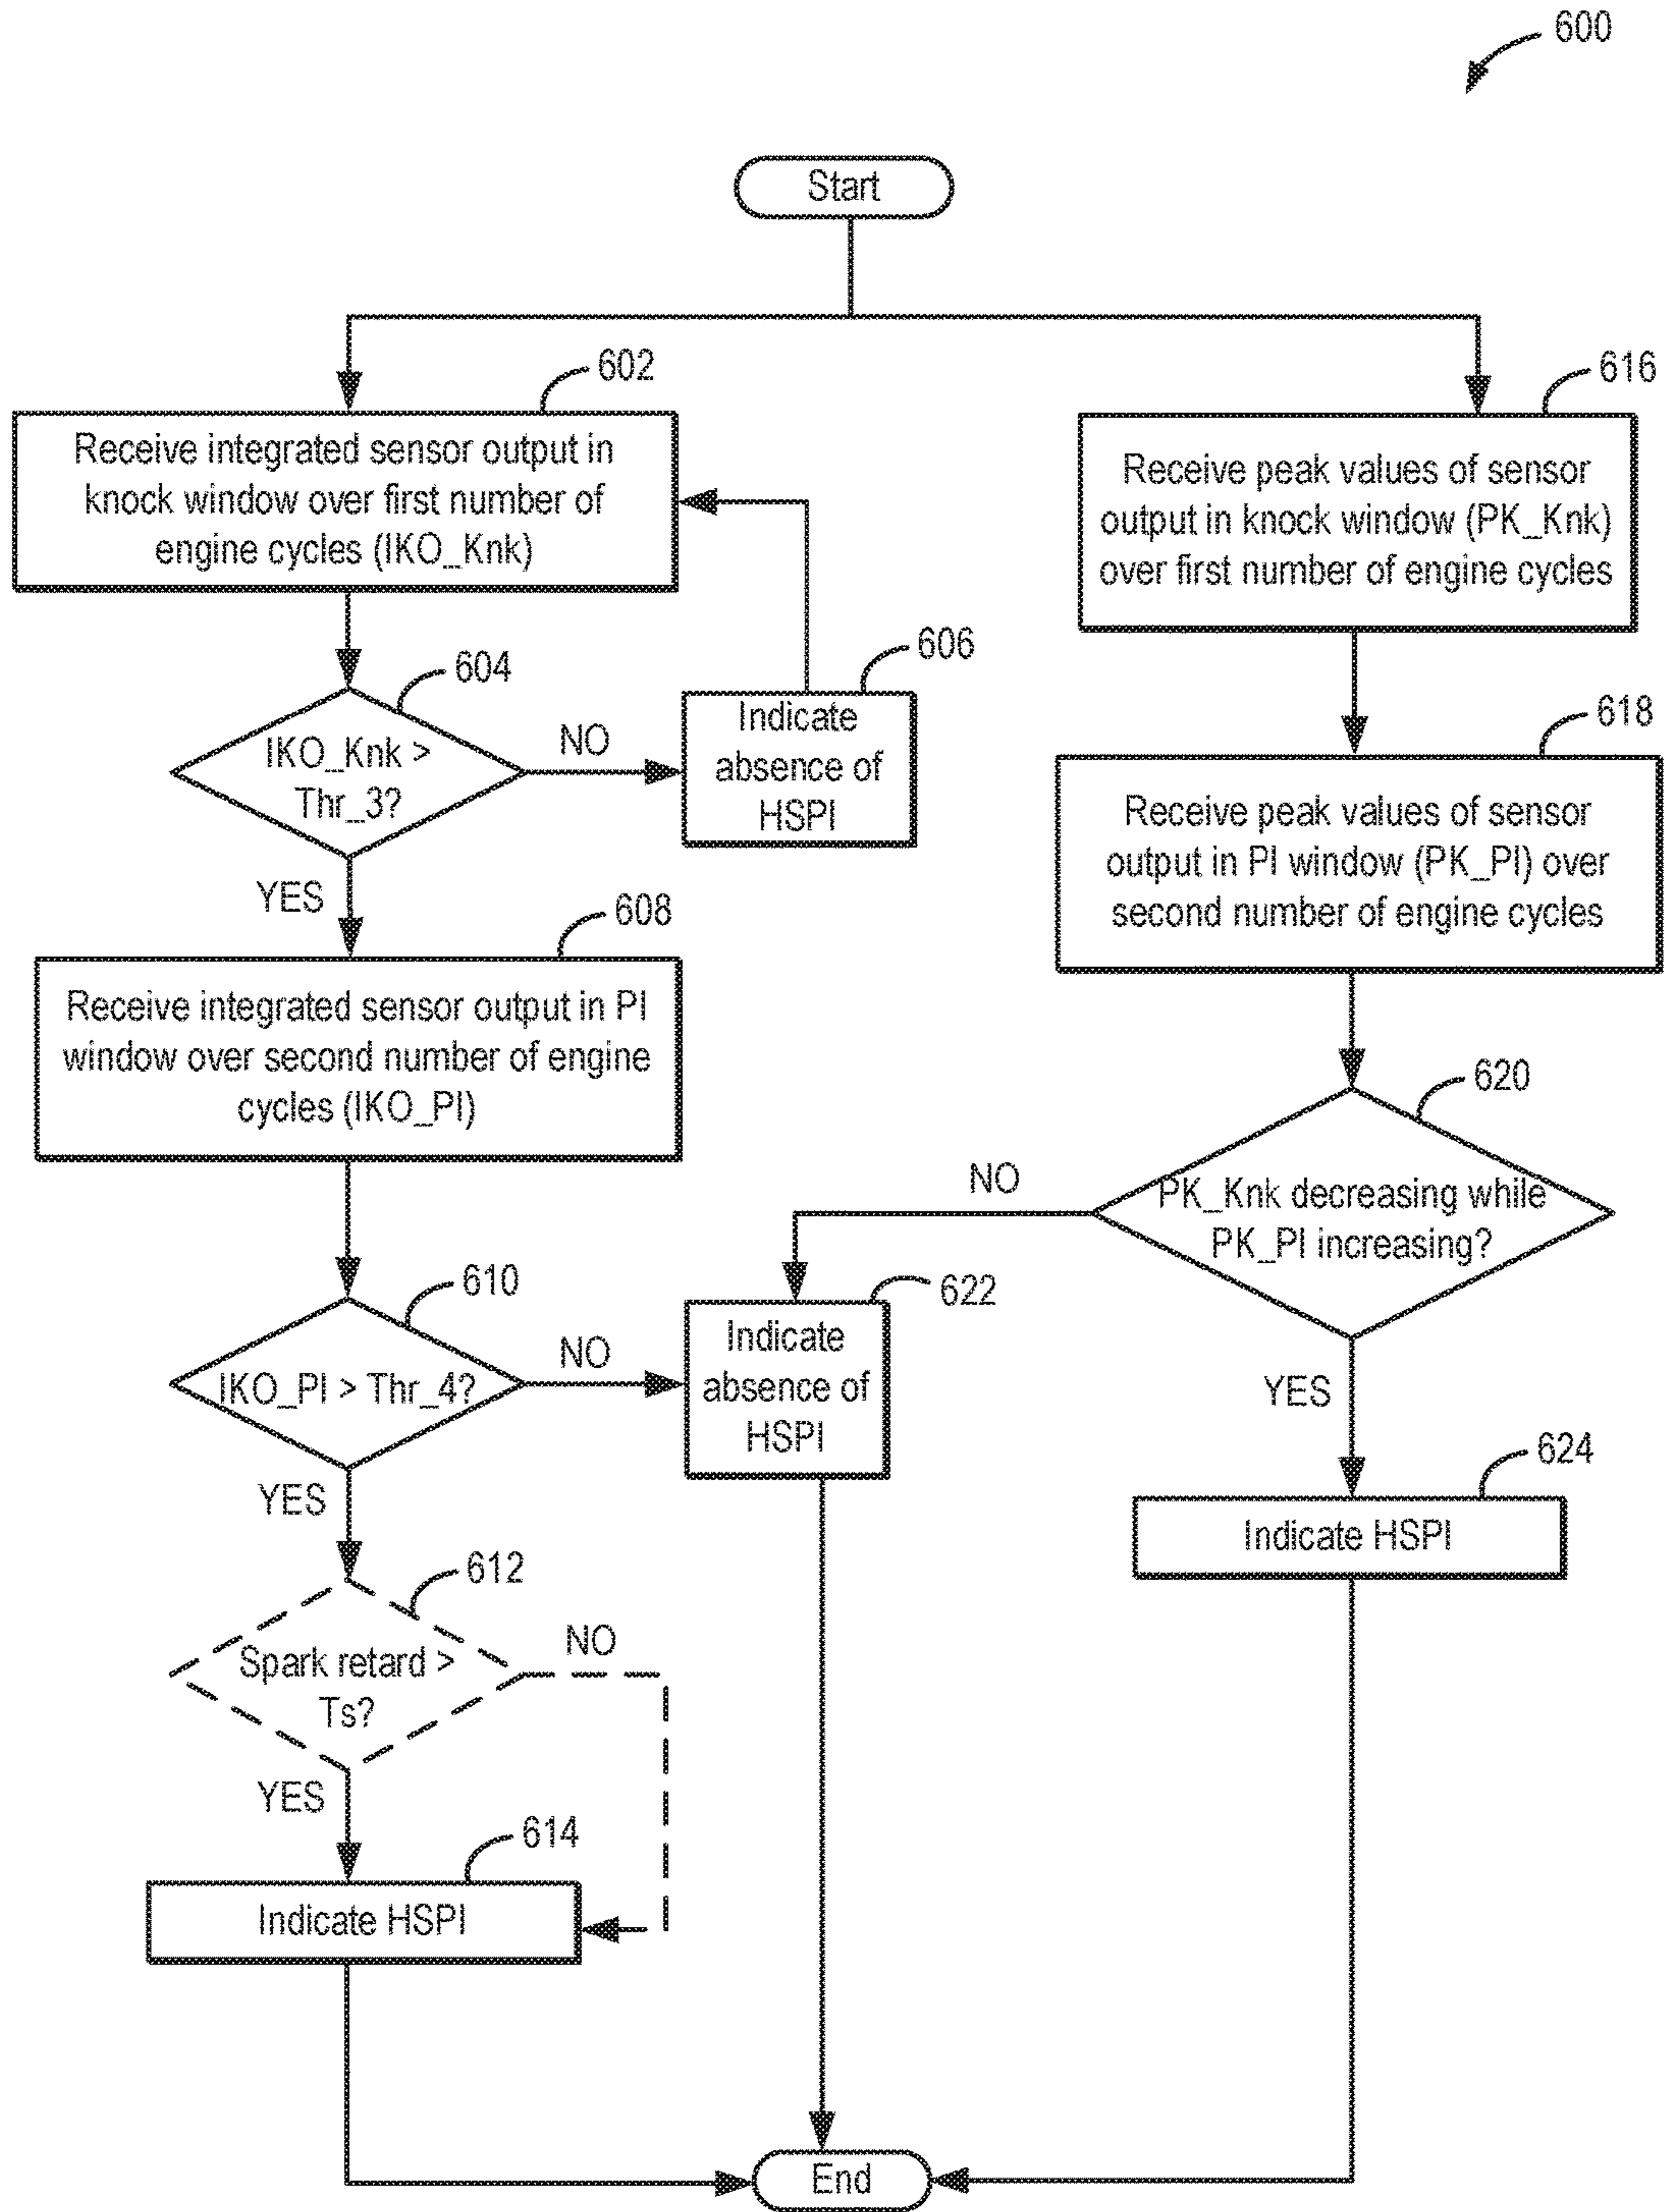 600
Start
602
Receive integrated sensor output in
knock window over first number of
engine cycles (IKO_Knk)
616
Receive peak values of sensor
output in knock window (PK_Knk)
over first number of engine cycles
604
IKO_Knk >
Thr_3?
NO
606
Indicate
absence of
HSPI
YES
618
Receive peak values of sensor
output in PI window (PK_PI) over
second number of engine cycles
608
Receive integrated sensor output in PI
window over second number of engine
cycles (IKO_PI)
620
PK_Knk decreasing while
PK_PI increasing?
NO
610
IKO_PI > Thr_4?
NO
622
Indicate
absence of
HSPI
YES
YES
624
Indicate HSPI
612
Spark retard >
Ts?
NO
YES
614
Indicate HSPI
End